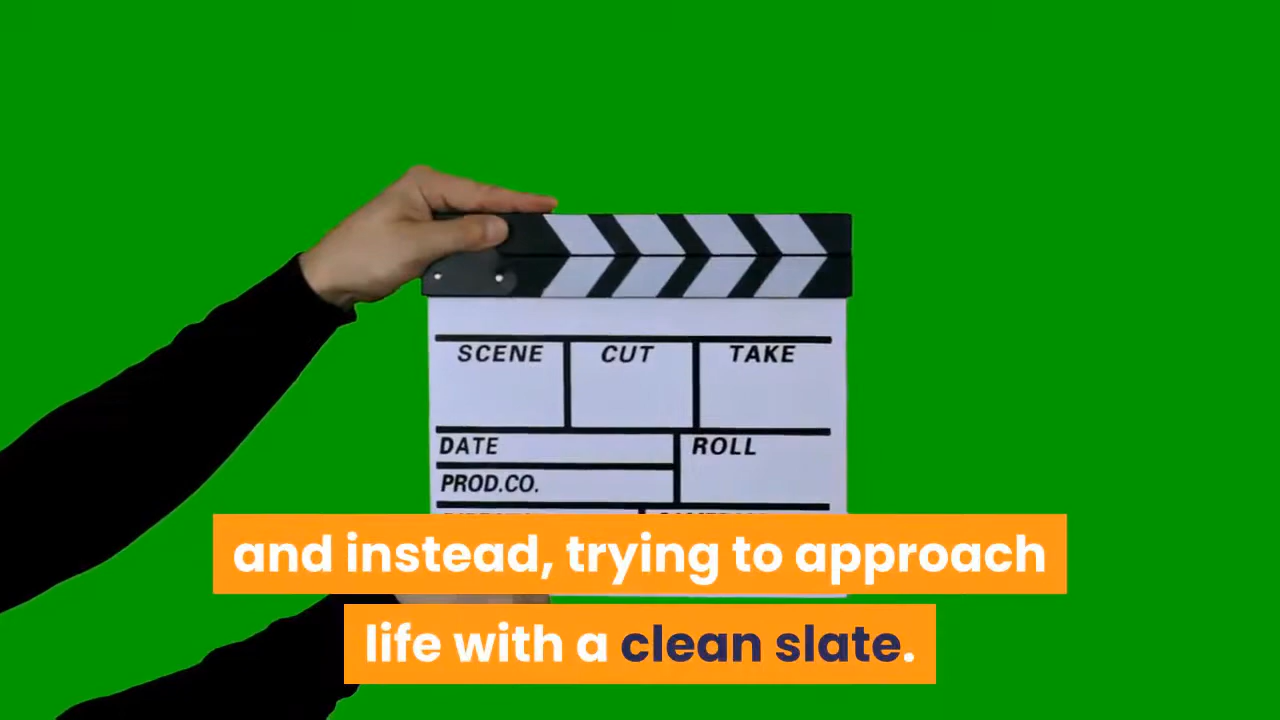 SCENE CUT TAKE
DATE ROLL
PROD.CO.
and instead, trying to approach
life with a clean slate.